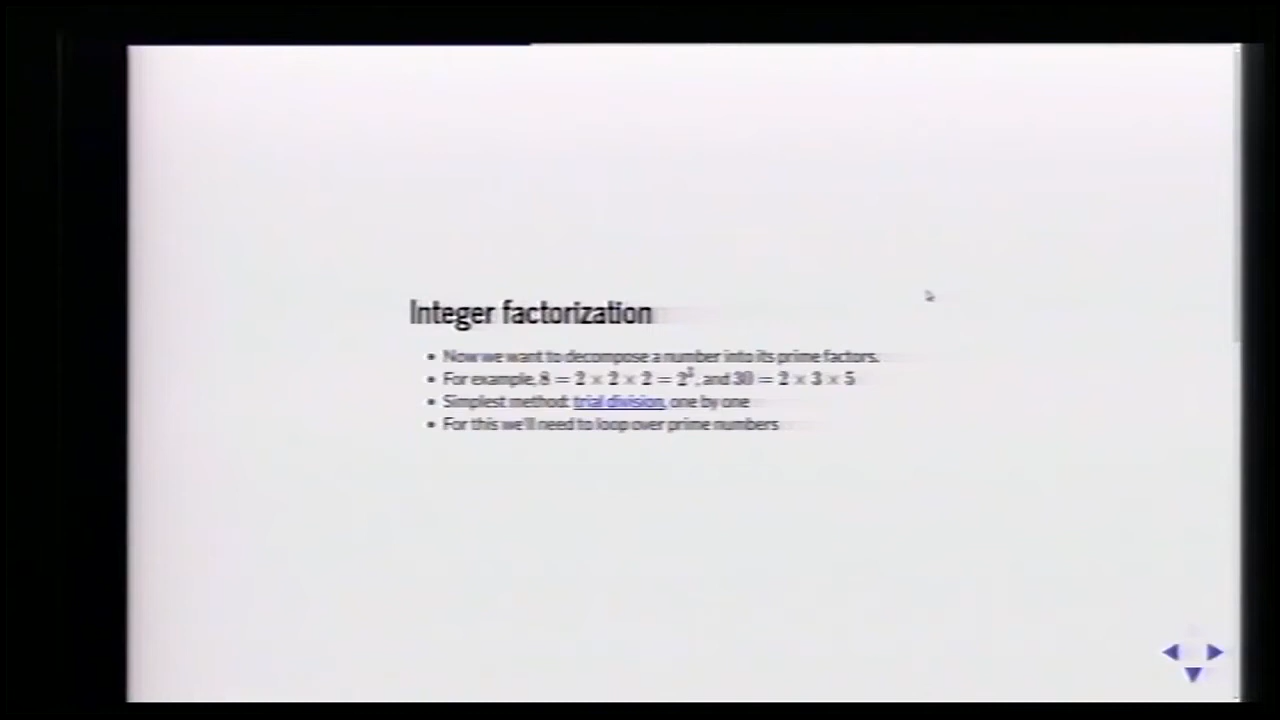 Integer factorization
• Now we want to decompose a number into its prime factors.
• For example, 8 = 2 × 2 × 2 = 2³, and 30 = 2 × 3 × 5
• Simplest method: trial division, one by one
• For this we'll need to loop over prime numbers